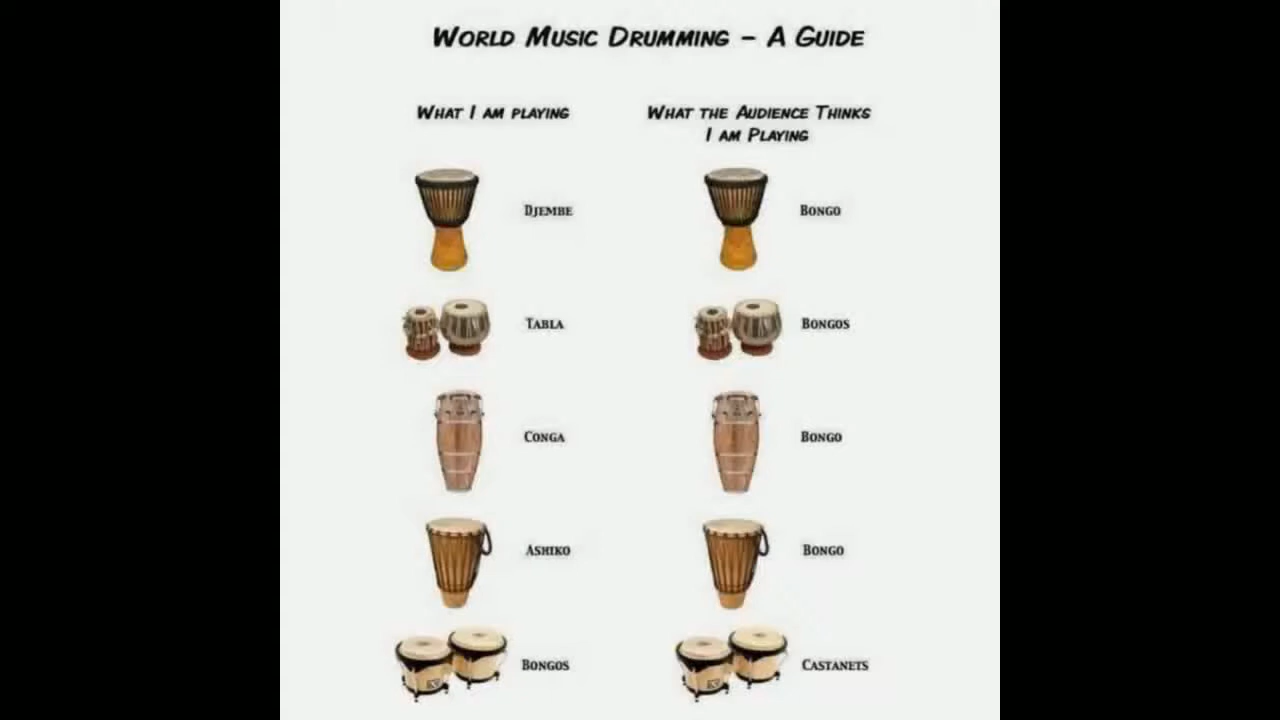 World Music Drumming – A Guide
What I am playing
What the Audience Thinks
I am Playing
Djembe
Bongo
Tabla
Bongos
Conga
Bongo
Ashiko
Bongo
Bongos
Castanets